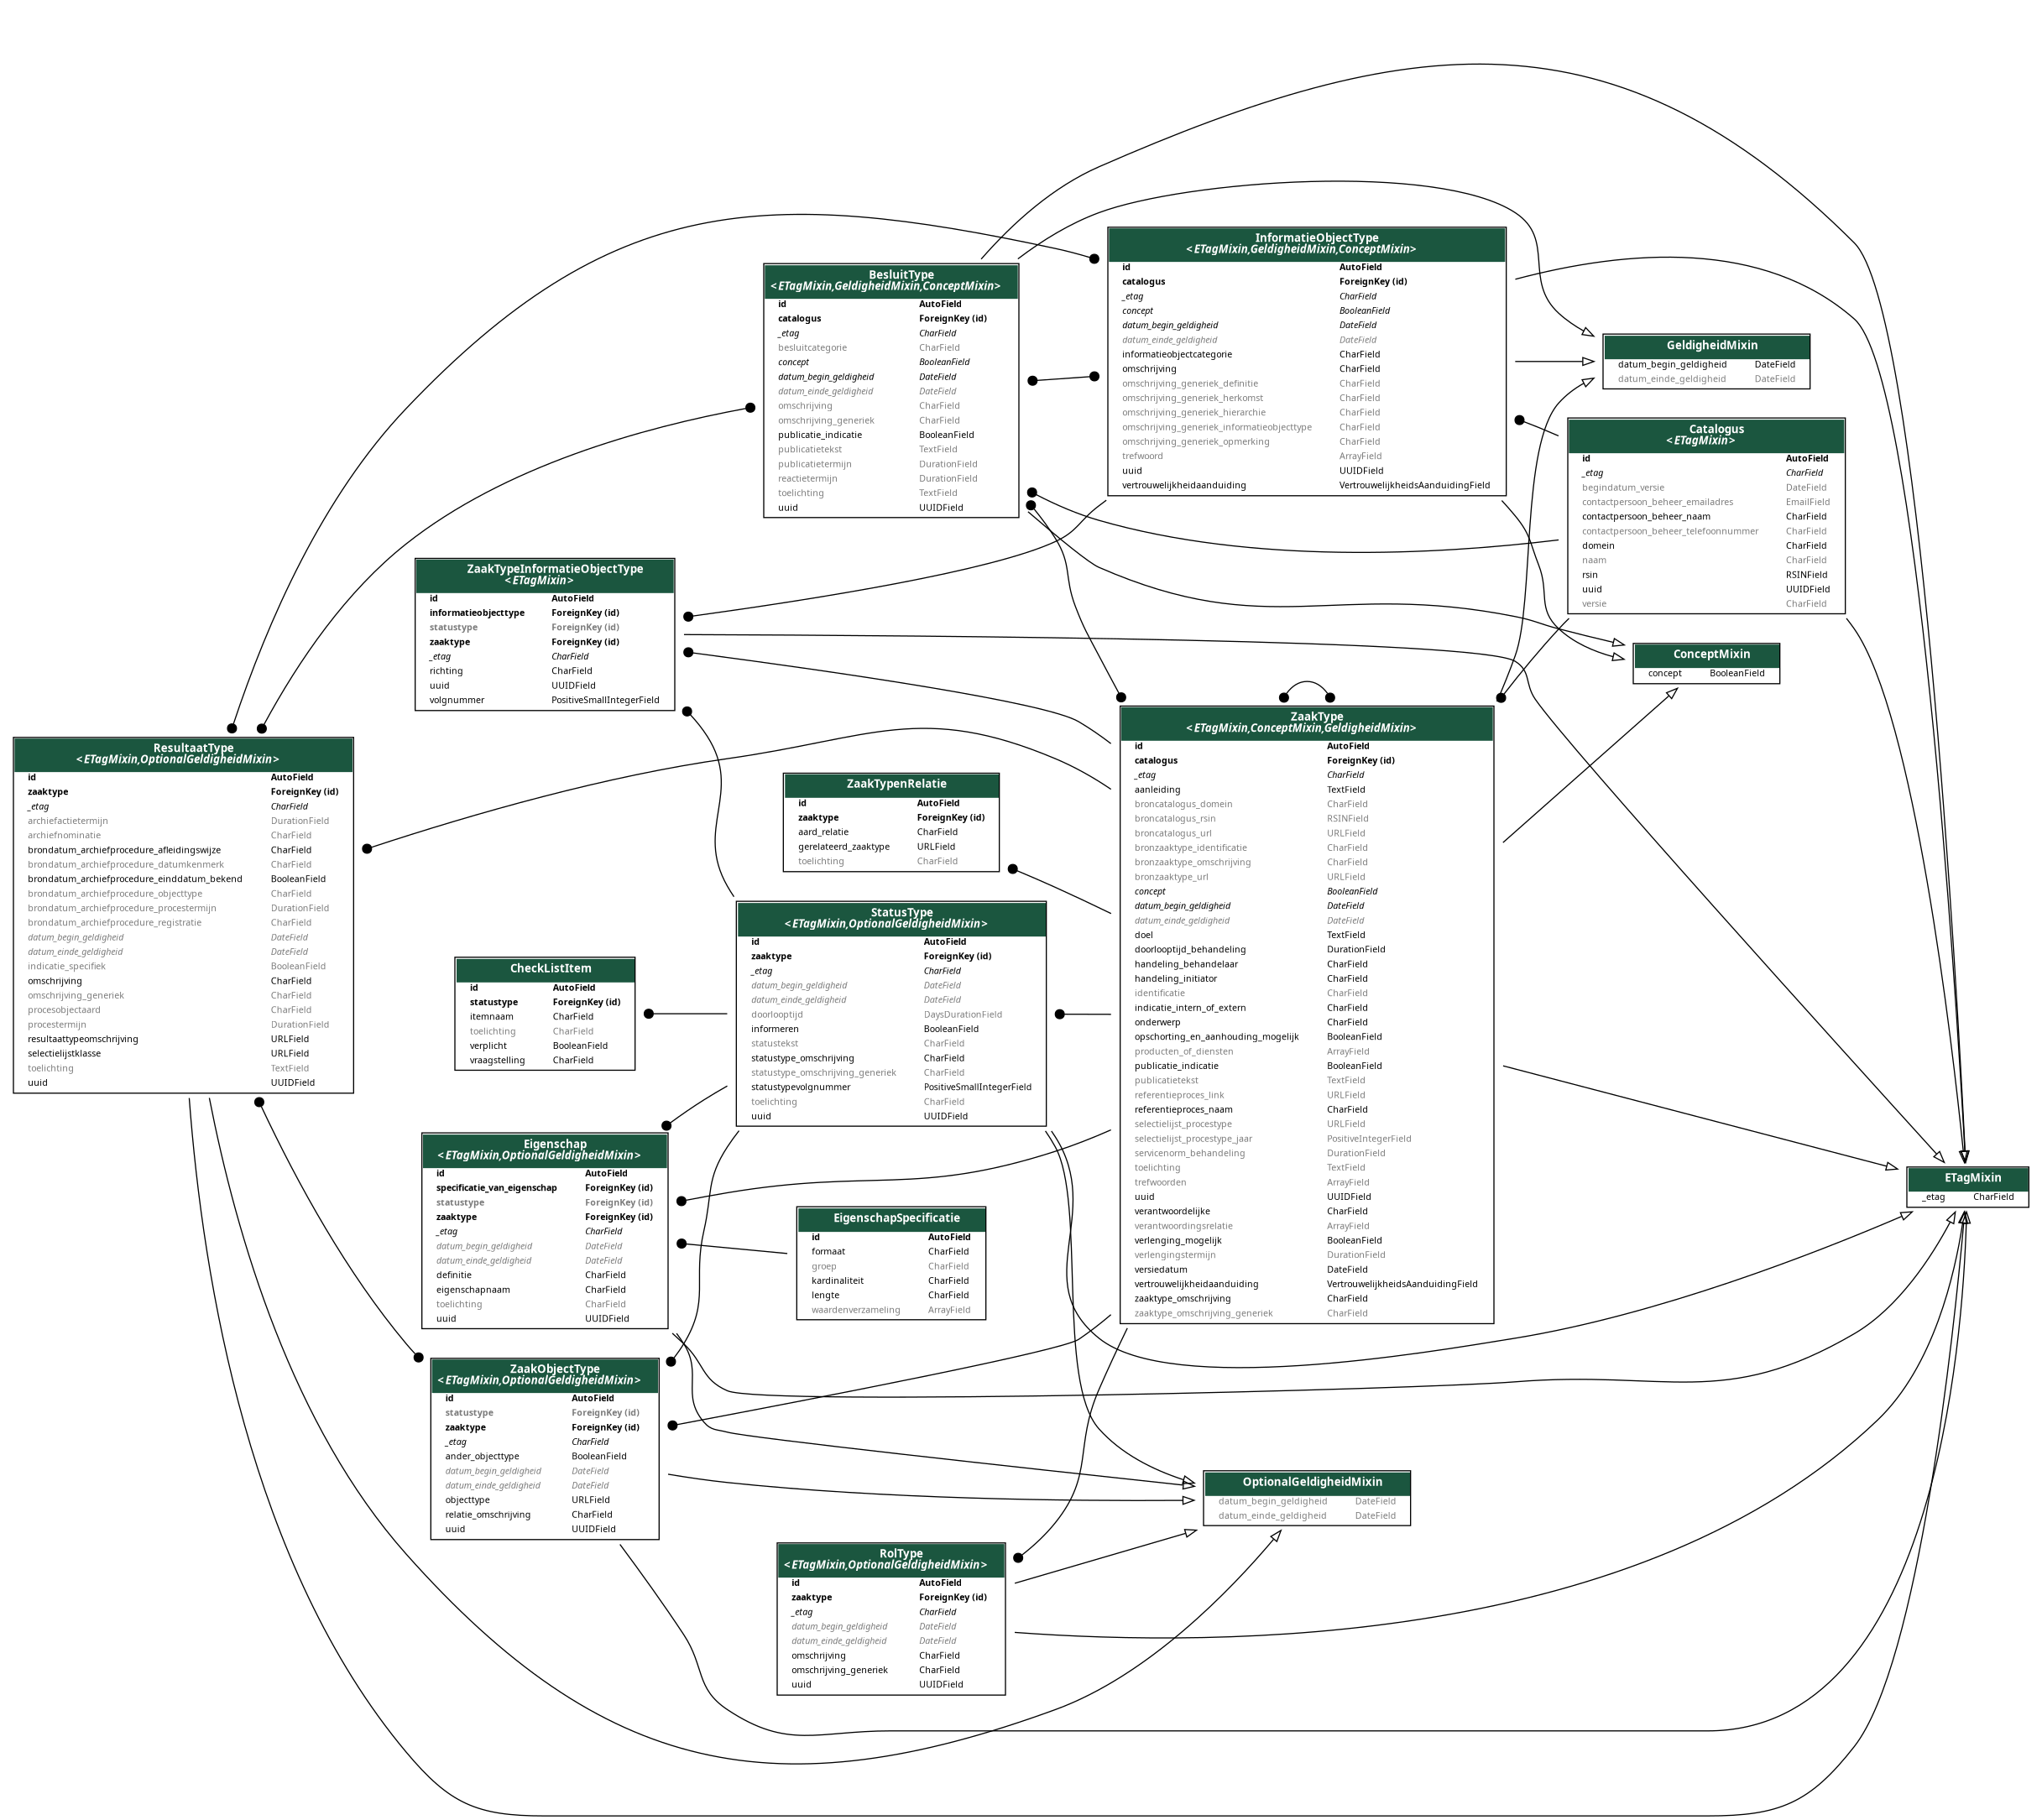 InformatieObjectType
<ETagMixin,GeldigheidMixin,ConceptMixin>
id AutoField
catalogus ForeignKey (id)
_etag CharField
concept BooleanField
datum_begin_geldigheid DateField
datum_einde_geldigheid DateField
informatieobjectcategorie CharField
omschrijving CharField
omschrijving_generiek_definitie CharField
omschrijving_generiek_herkomst CharField
omschrijving_generiek_hierarchie CharField
omschrijving_generiek_informatieobjecttype CharField
omschrijving_generiek_opmerking CharField
trefwoord ArrayField
uuid UUIDField
vertrouwelijkheidaanduiding VertrouwelijkheidsAanduidingField
BesluitType
<ETagMixin,GeldigheidMixin,ConceptMixin>
id AutoField
catalogus ForeignKey (id)
_etag CharField
besluitcategorie CharField
concept BooleanField
datum_begin_geldigheid DateField
datum_einde_geldigheid DateField
omschrijving CharField
omschrijving_generiek CharField
publicatie_indicatie BooleanField
publicatietekst TextField
publicatietermijn DurationField
reactietermijn DurationField
toelichting TextField
uuid UUIDField
GeldigheidMixin
datum_begin_geldigheid DateField
datum_einde_geldigheid DateField
Catalogus
<ETagMixin>
id AutoField
_etag CharField
begindatum_versie DateField
contactpersoon_beheer_emailadres EmailField
contactpersoon_beheer_naam CharField
contactpersoon_beheer_telefoonnummer CharField
domein CharField
naam CharField
rsin RSINField
uuid UUIDField
versie CharField
ZaakTypeInformatieObjectType
<ETagMixin>
id AutoField
informatieobjecttype ForeignKey (id)
statustype ForeignKey (id)
zaaktype ForeignKey (id)
_etag CharField
richting CharField
uuid UUIDField
volgnummer PositiveSmallIntegerField
ConceptMixin
concept BooleanField
ZaakType
<ETagMixin,ConceptMixin,GeldigheidMixin>
id AutoField
catalogus ForeignKey (id)
_etag CharField
aanleiding TextField
broncatalogus_domein CharField
broncatalogus_rsin RSINField
broncatalogus_url URLField
bronzaaktype_identificatie CharField
bronzaaktype_omschrijving CharField
bronzaaktype_url URLField
concept BooleanField
datum_begin_geldigheid DateField
datum_einde_geldigheid DateField
doel TextField
doorlooptijd_behandeling DurationField
handeling_behandelaar CharField
handeling_initiator CharField
identificatie CharField
indicatie_intern_of_extern CharField
onderwerp CharField
opschorting_en_aanhouding_mogelijk BooleanField
producten_of_diensten ArrayField
publicatie_indicatie BooleanField
publicatietekst TextField
referentieproces_link URLField
referentieproces_naam CharField
selectielijst_procestype URLField
selectielijst_procestype_jaar PositiveIntegerField
servicenorm_behandeling DurationField
toelichting TextField
trefwoorden ArrayField
uuid UUIDField
verantwoordelijke CharField
verantwoordingsrelatie ArrayField
verlenging_mogelijk BooleanField
verlengingstermijn DurationField
versiedatum DateField
vertrouwelijkheidaanduiding VertrouwelijkheidsAanduidingField
zaaktype_omschrijving CharField
zaaktype_omschrijving_generiek CharField
ResultaatType
<ETagMixin,OptionalGeldigheidMixin>
id AutoField
zaaktype ForeignKey (id)
_etag CharField
archiefactietermijn DurationField
archiefnominatie CharField
brondatum_archiefprocedure_afleidingswijze CharField
brondatum_archiefprocedure_datumkenmerk CharField
brondatum_archiefprocedure_einddatum_bekend BooleanField
brondatum_archiefprocedure_objecttype CharField
brondatum_archiefprocedure_procestermijn DurationField
brondatum_archiefprocedure_registratie CharField
datum_begin_geldigheid DateField
datum_einde_geldigheid DateField
indicatie_specifiek BooleanField
omschrijving CharField
omschrijving_generiek CharField
procesobjectaard CharField
procestermijn DurationField
resultaattypeomschrijving URLField
selectielijstklasse URLField
toelichting TextField
uuid UUIDField
ZaakTypenRelatie
id AutoField
zaaktype ForeignKey (id)
aard_relatie CharField
gerelateerd_zaaktype URLField
toelichting CharField
StatusType
<ETagMixin,OptionalGeldigheidMixin>
id AutoField
zaaktype ForeignKey (id)
_etag CharField
datum_begin_geldigheid DateField
datum_einde_geldigheid DateField
doorlooptijd DaysDurationField
informeren BooleanField
statustekst CharField
statustype_omschrijving CharField
statustype_omschrijving_generiek CharField
statustypevolgnummer PositiveSmallIntegerField
toelichting CharField
uuid UUIDField
CheckListItem
id AutoField
statustype ForeignKey (id)
itemnaam CharField
toelichting CharField
verplicht BooleanField
vraagstelling CharField
Eigenschap
<ETagMixin,OptionalGeldigheidMixin>
id AutoField
specificatie_van_eigenschap ForeignKey (id)
statustype ForeignKey (id)
zaaktype ForeignKey (id)
_etag CharField
datum_begin_geldigheid DateField
datum_einde_geldigheid DateField
definitie CharField
eigenschapnaam CharField
toelichting CharField
uuid UUIDField
ETagMixin
_etag CharField
EigenschapSpecificatie
id AutoField
formaat CharField
groep CharField
kardinaliteit CharField
lengte CharField
waardenverzameling ArrayField
ZaakObjectType
<ETagMixin,OptionalGeldigheidMixin>
id AutoField
statustype ForeignKey (id)
zaaktype ForeignKey (id)
_etag CharField
ander_objecttype BooleanField
datum_begin_geldigheid DateField
datum_einde_geldigheid DateField
objecttype URLField
relatie_omschrijving CharField
uuid UUIDField
OptionalGeldigheidMixin
datum_begin_geldigheid DateField
datum_einde_geldigheid DateField
RolType
<ETagMixin,OptionalGeldigheidMixin>
id AutoField
zaaktype ForeignKey (id)
_etag CharField
datum_begin_geldigheid DateField
datum_einde_geldigheid DateField
omschrijving CharField
omschrijving_generiek CharField
uuid UUIDField